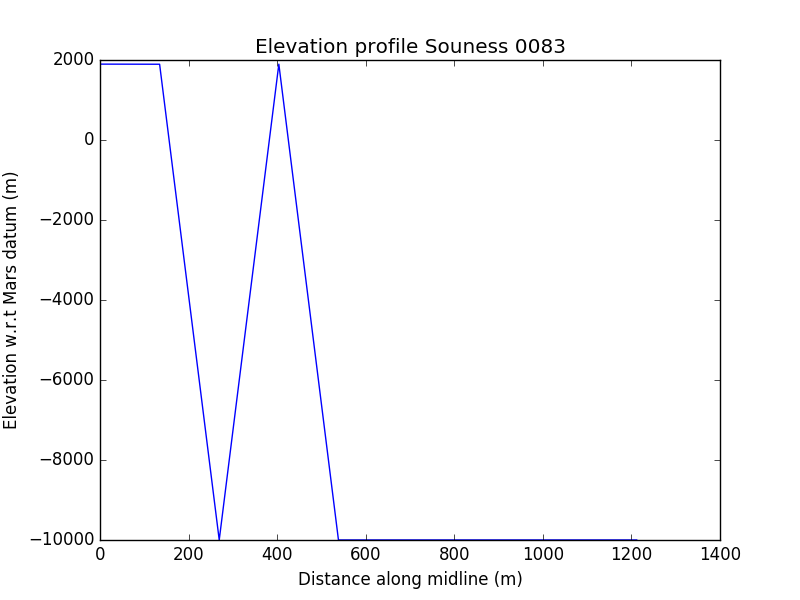 Elevation profile Souness 0083
Elevation w.r.t Mars datum (m)
2000
0
−2000
−4000
−6000
−8000
−10000
0 200 400 600 800 1000 1200 1400
Distance along midline (m)